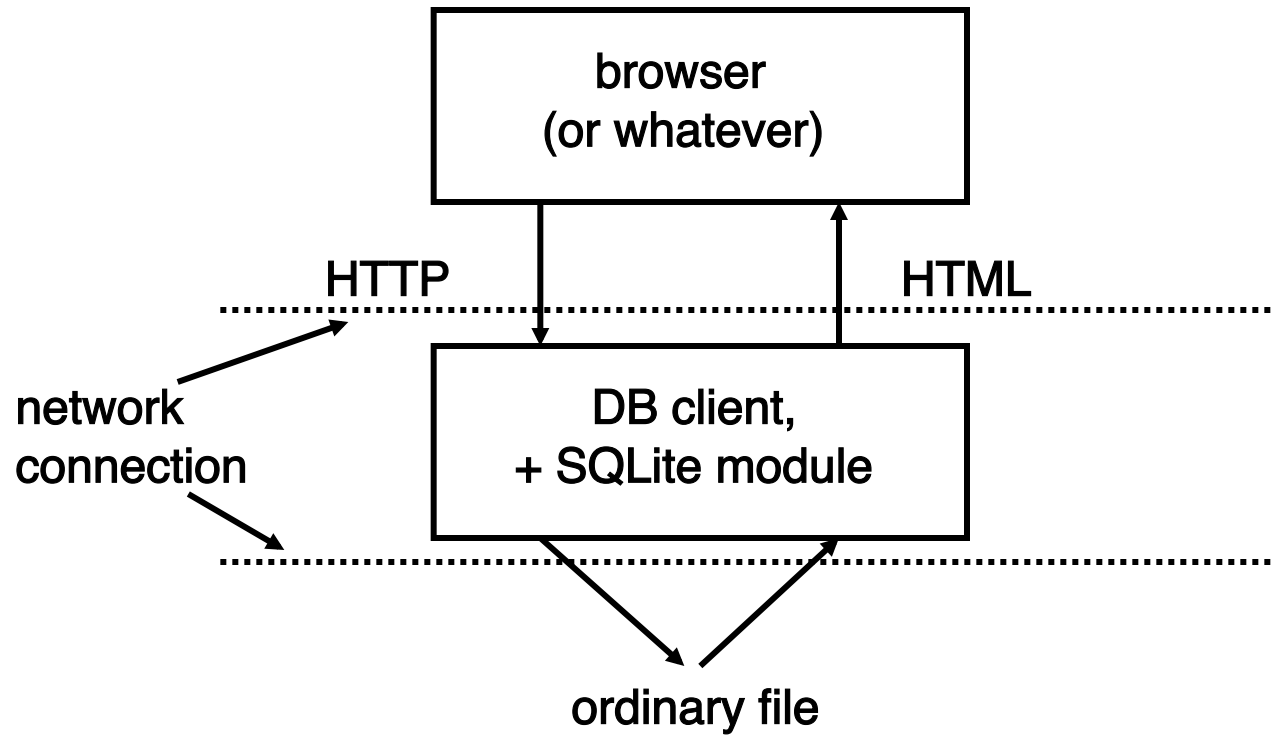 browser
(or whatever)
HTTP
HTML
network
connection
DB client,
+ SQLite module
ordinary file